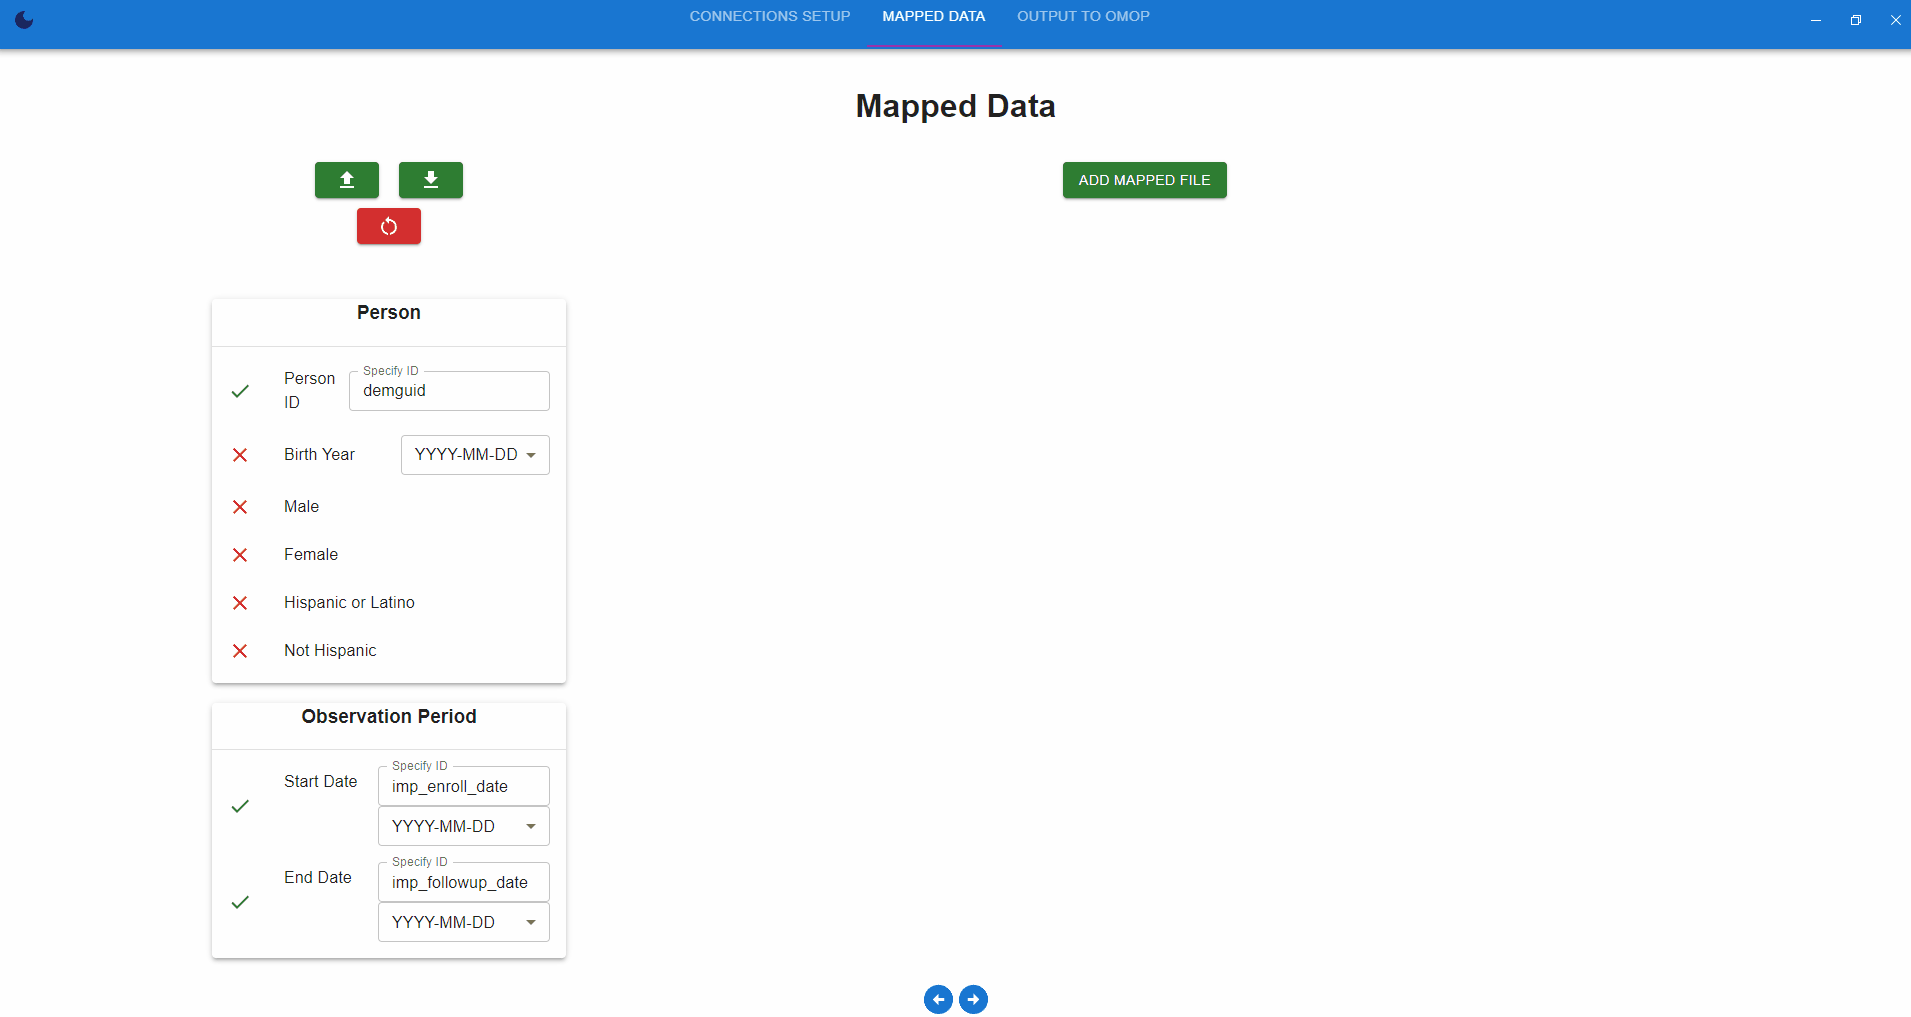 CONNECTIONS SETUP MAPPED DATA OUTPUT TO OMOP
Mapped Data
ADD MAPPED FILE
Person
Person ID
Specify ID
demguid
Birth Year
YYYY-MM-DD
Male
Female
Hispanic or Latino
Not Hispanic
Observation Period
Start Date
Specify ID
imp_enroll_date
YYYY-MM-DD
End Date
Specify ID
imp_followup_date
YYYY-MM-DD